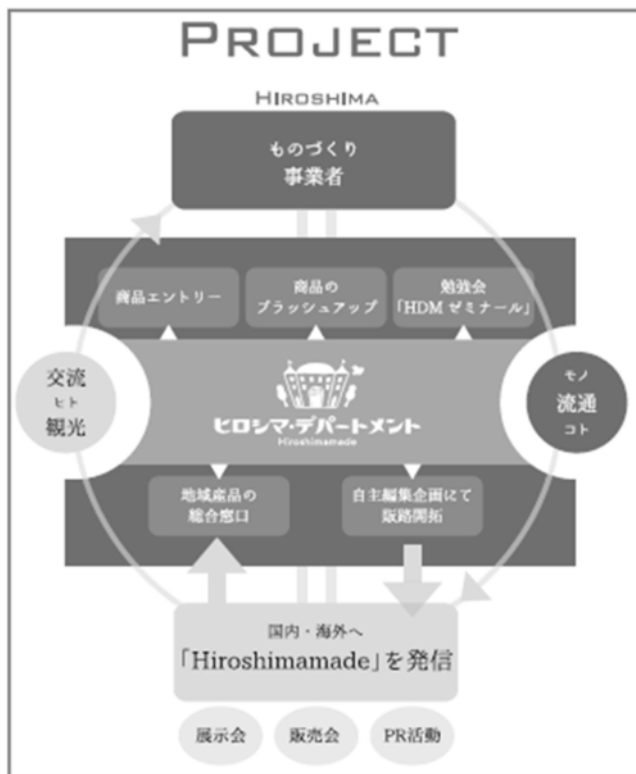 PROJECT
HIROSHIMA
ものづくり
事業者
商品エントリー
商品の
ブラッシュアップ
勉強会
「HDM ゼミナール」
交流
ヒト
観光
ヒロシマ・デパートメント
Hiroshimamade
モノ
流通
コト
地域産品の
総合窓口
自主編集企画にて
販路開拓
国内・海外へ
「Hiroshimamade」を発信
展示会
販売会
PR活動